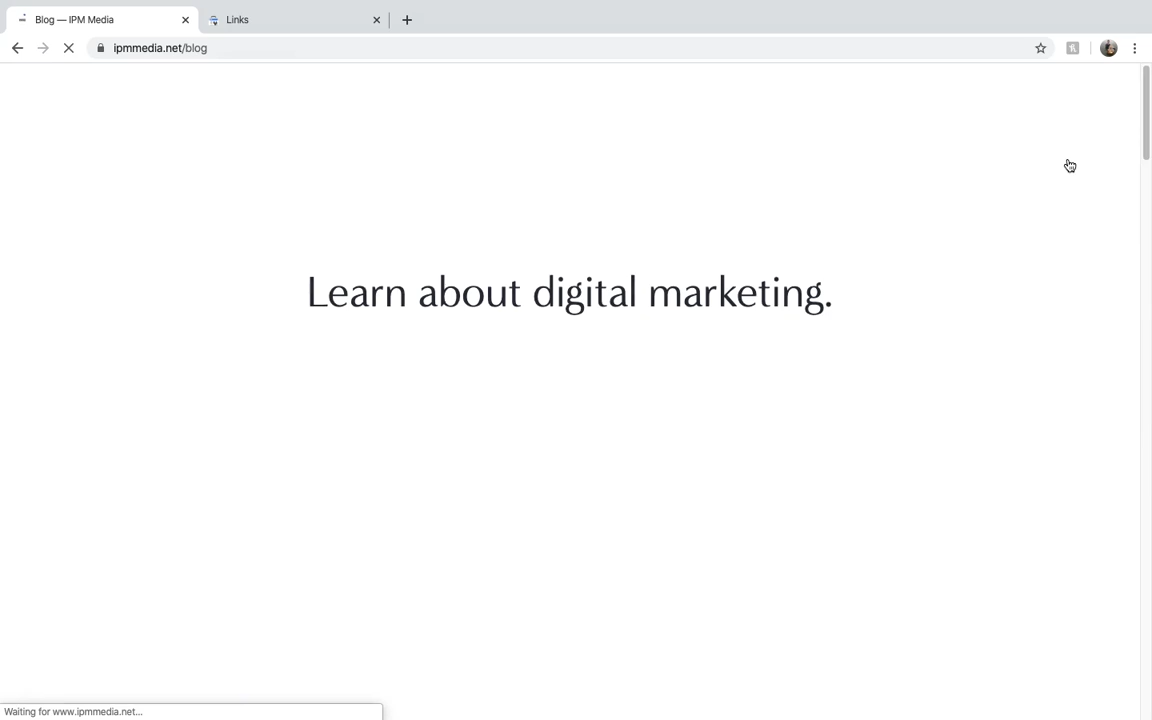 Blog — IPM Media
Links
ipmmedia.net/blog
Learn about digital marketing.
Waiting for www.ipmmedia.net...